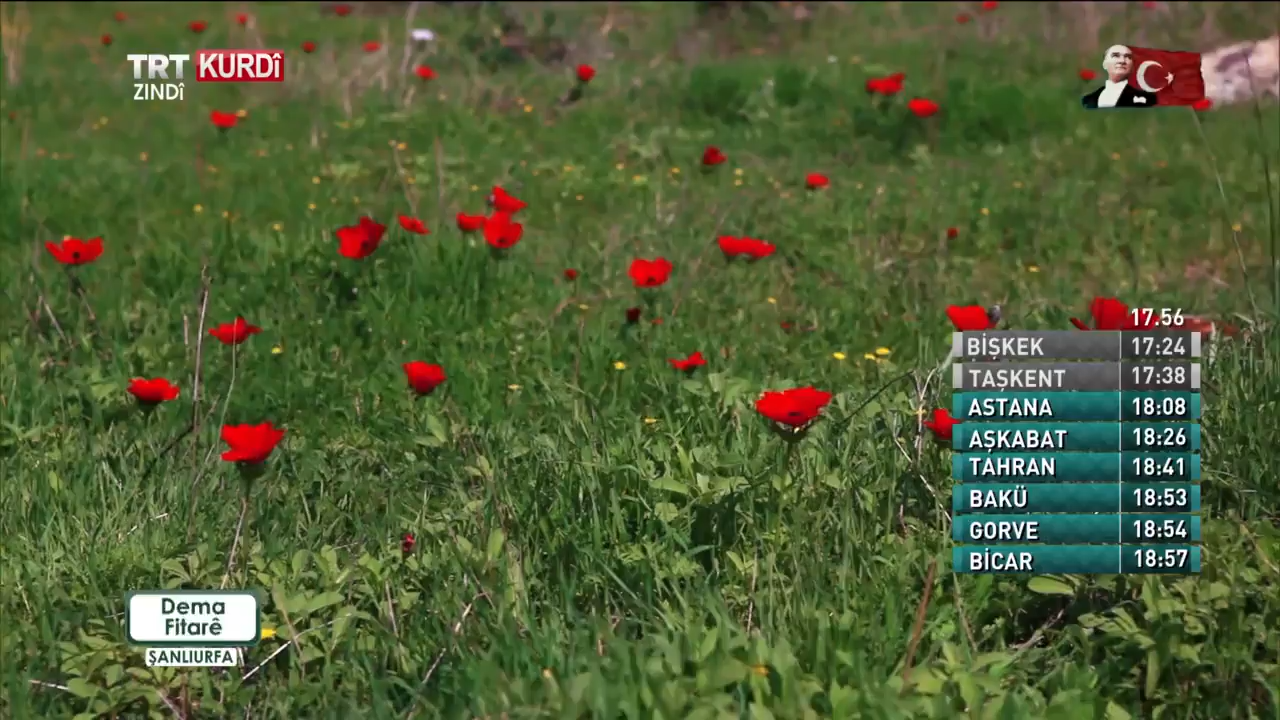 TRT KURDÎ
ZINDÎ
17.56
BİŞKEK 17:24
TAŞKENT 17:38
ASTANA 18:08
AŞKABAT 18:26
TAHRAN 18:41
BAKÜ 18:53
GORVE 18:54
BİCAR 18:57
Dema
Fitarê
ŞANLIURFA